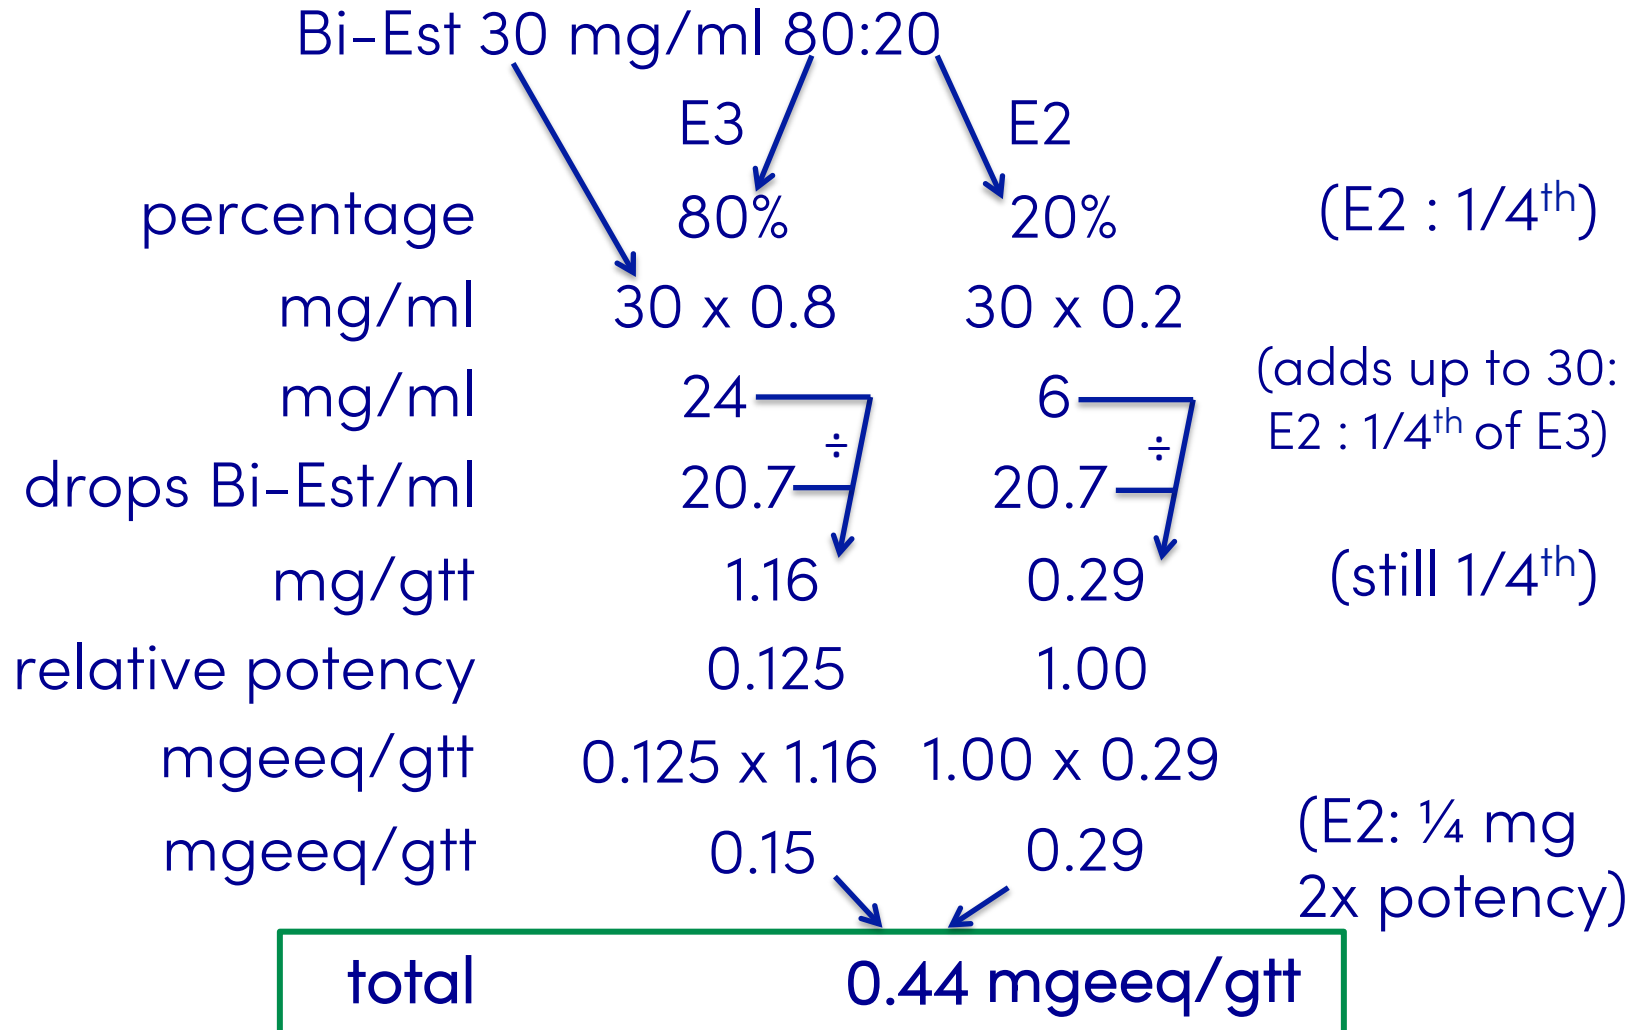 Bi-Est 30 mg/ml 80:20
E3 E2
percentage 80% 20% (E2 : 1/4th)
mg/ml 30 x 0.8 30 x 0.2
mg/ml 24 6 (adds up to 30:
÷ ÷ E2 : 1/4th of E3)
drops Bi-Est/ml 20.7 20.7
mg/gtt 1.16 0.29 (still 1/4th)
relative potency 0.125 1.00
mgeeq/gtt 0.125 x 1.16 1.00 x 0.29
mgeeq/gtt 0.15 0.29 (E2: ¼ mg
2x potency)
total 0.44 mgeeq/gtt